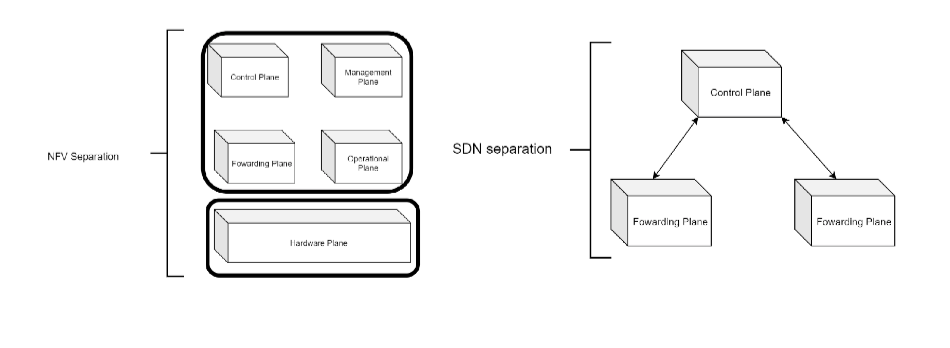 NFV Separation
Control Plane
Management
Plane
Fowarding Plane
Operational
Plane
Hardware Plane
SDN separation
Control Plane
Fowarding Plane
Fowarding Plane